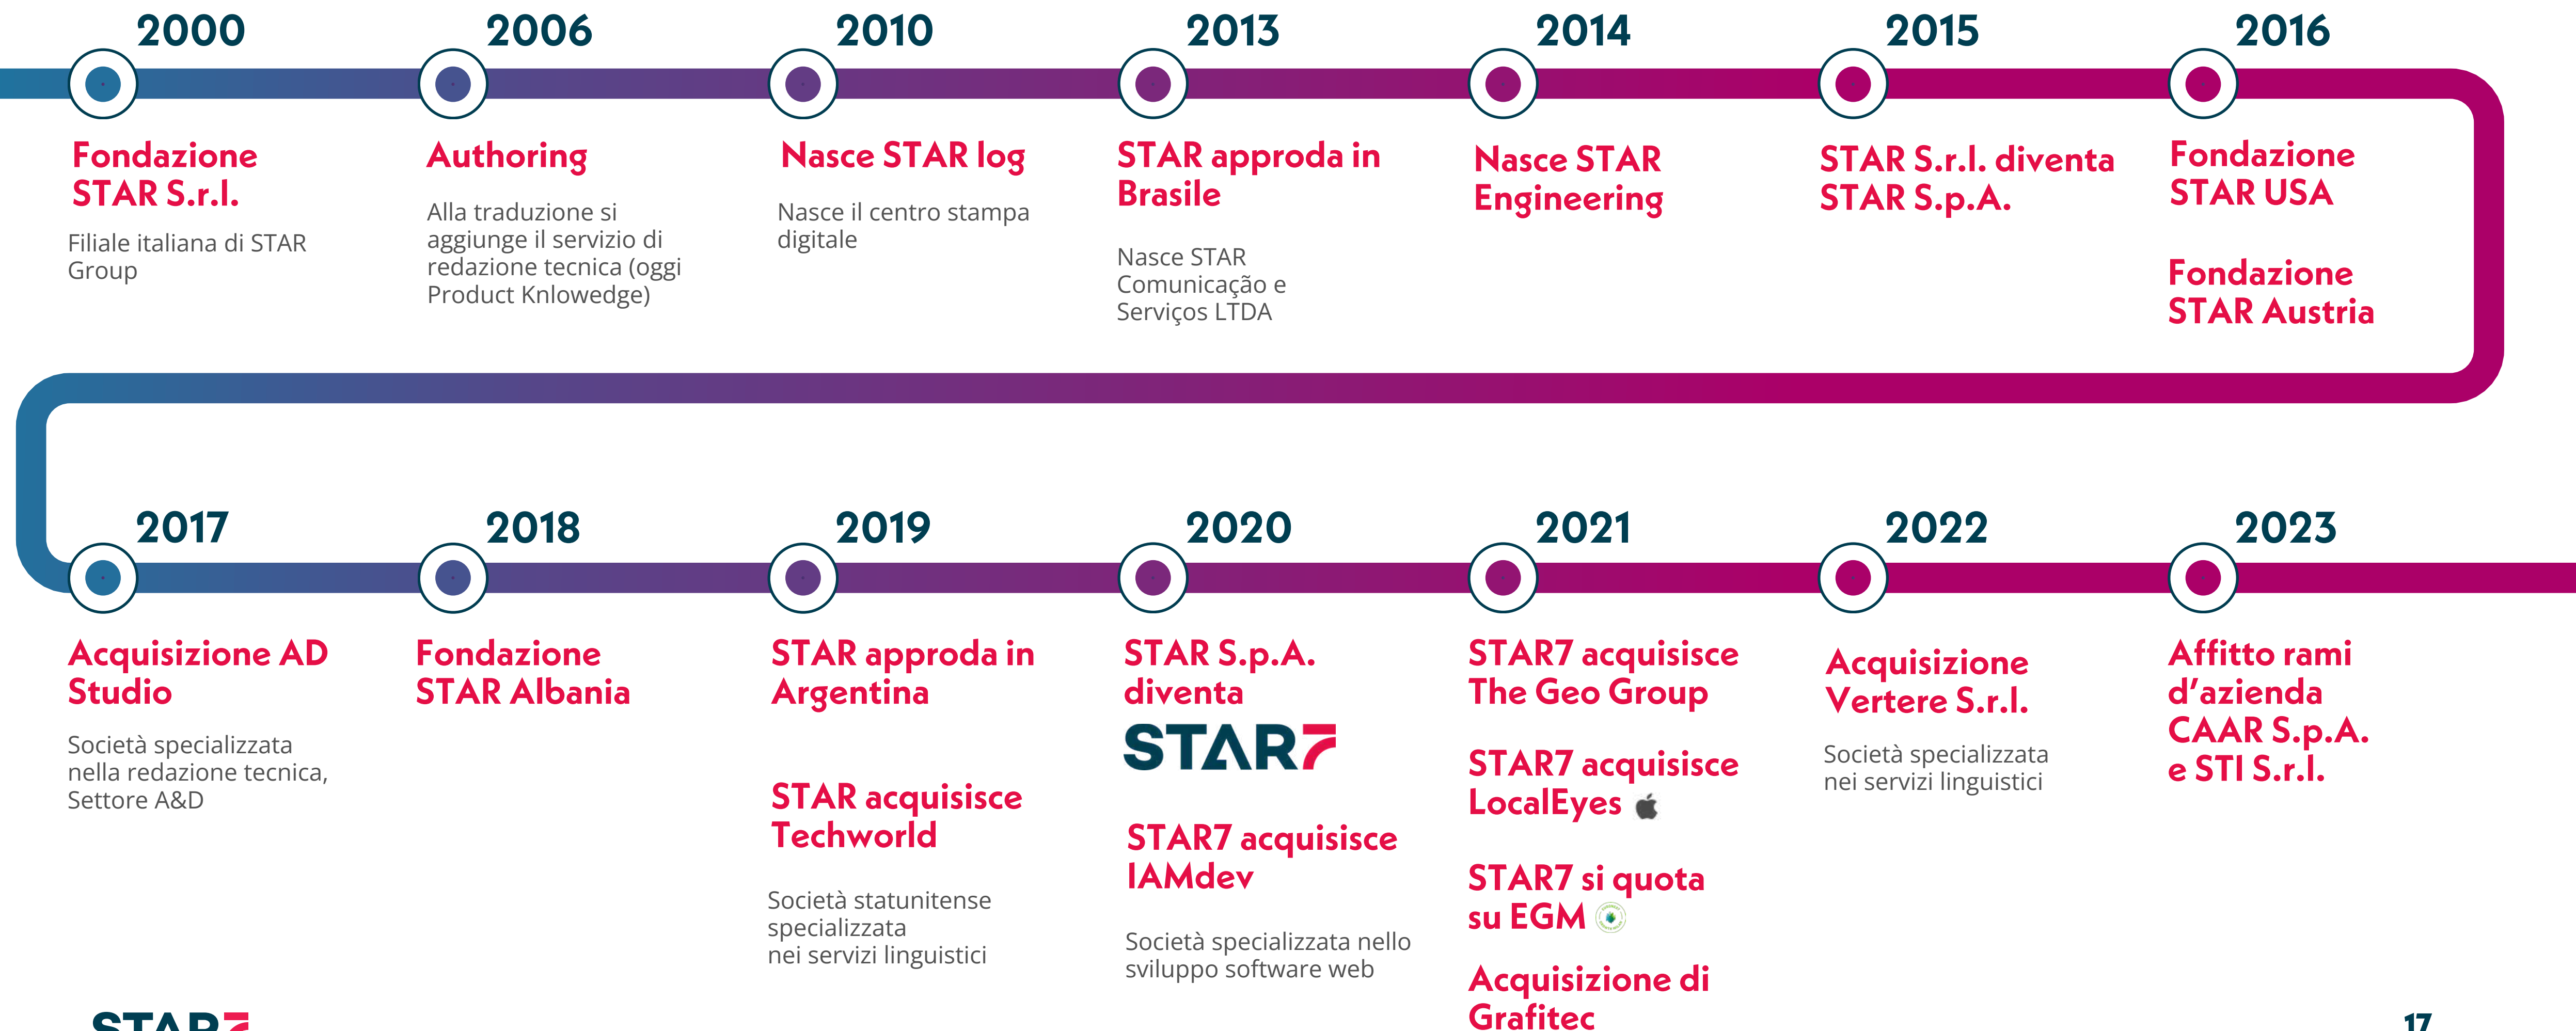 2000
Fondazione
STAR S.r.l.
Filiale italiana di STAR
Group
2006
Authoring
Alla traduzione si
aggiunge il servizio di
redazione tecnica (oggi
Product Knlowedge)
2010
Nasce STAR log
Nasce il centro stampa
digitale
2013
STAR approda in
Brasile
Nasce STAR
Comunicação e
Serviços LTDA
2014
Nasce STAR
Engineering
2015
STAR S.r.l. diventa
STAR S.p.A.
2016
Fondazione
STAR USA
Fondazione
STAR Austria
2017
Acquisizione AD
Studio
Società specializzata
nella redazione tecnica,
Settore A&D
2018
Fondazione
STAR Albania
2019
STAR approda in
Argentina
STAR acquisisce
Techworld
Società statunitense
specializzata
nei servizi linguistici
2020
STAR S.p.A.
diventa
STAR7
STAR7 acquisisce
IAMdev
Società specializzata nello
sviluppo software web
2021
STAR7 acquisisce
The Geo Group
STAR7 acquisisce
LocalEyes
STAR7 si quota
su EGM
Acquisizione di
Grafitec
2022
Acquisizione
Vertere S.r.l.
Società specializzata
nei servizi linguistici
2023
Affitto rami
d’azienda
CAAR S.p.A.
e STI S.r.l.
STAR7
17